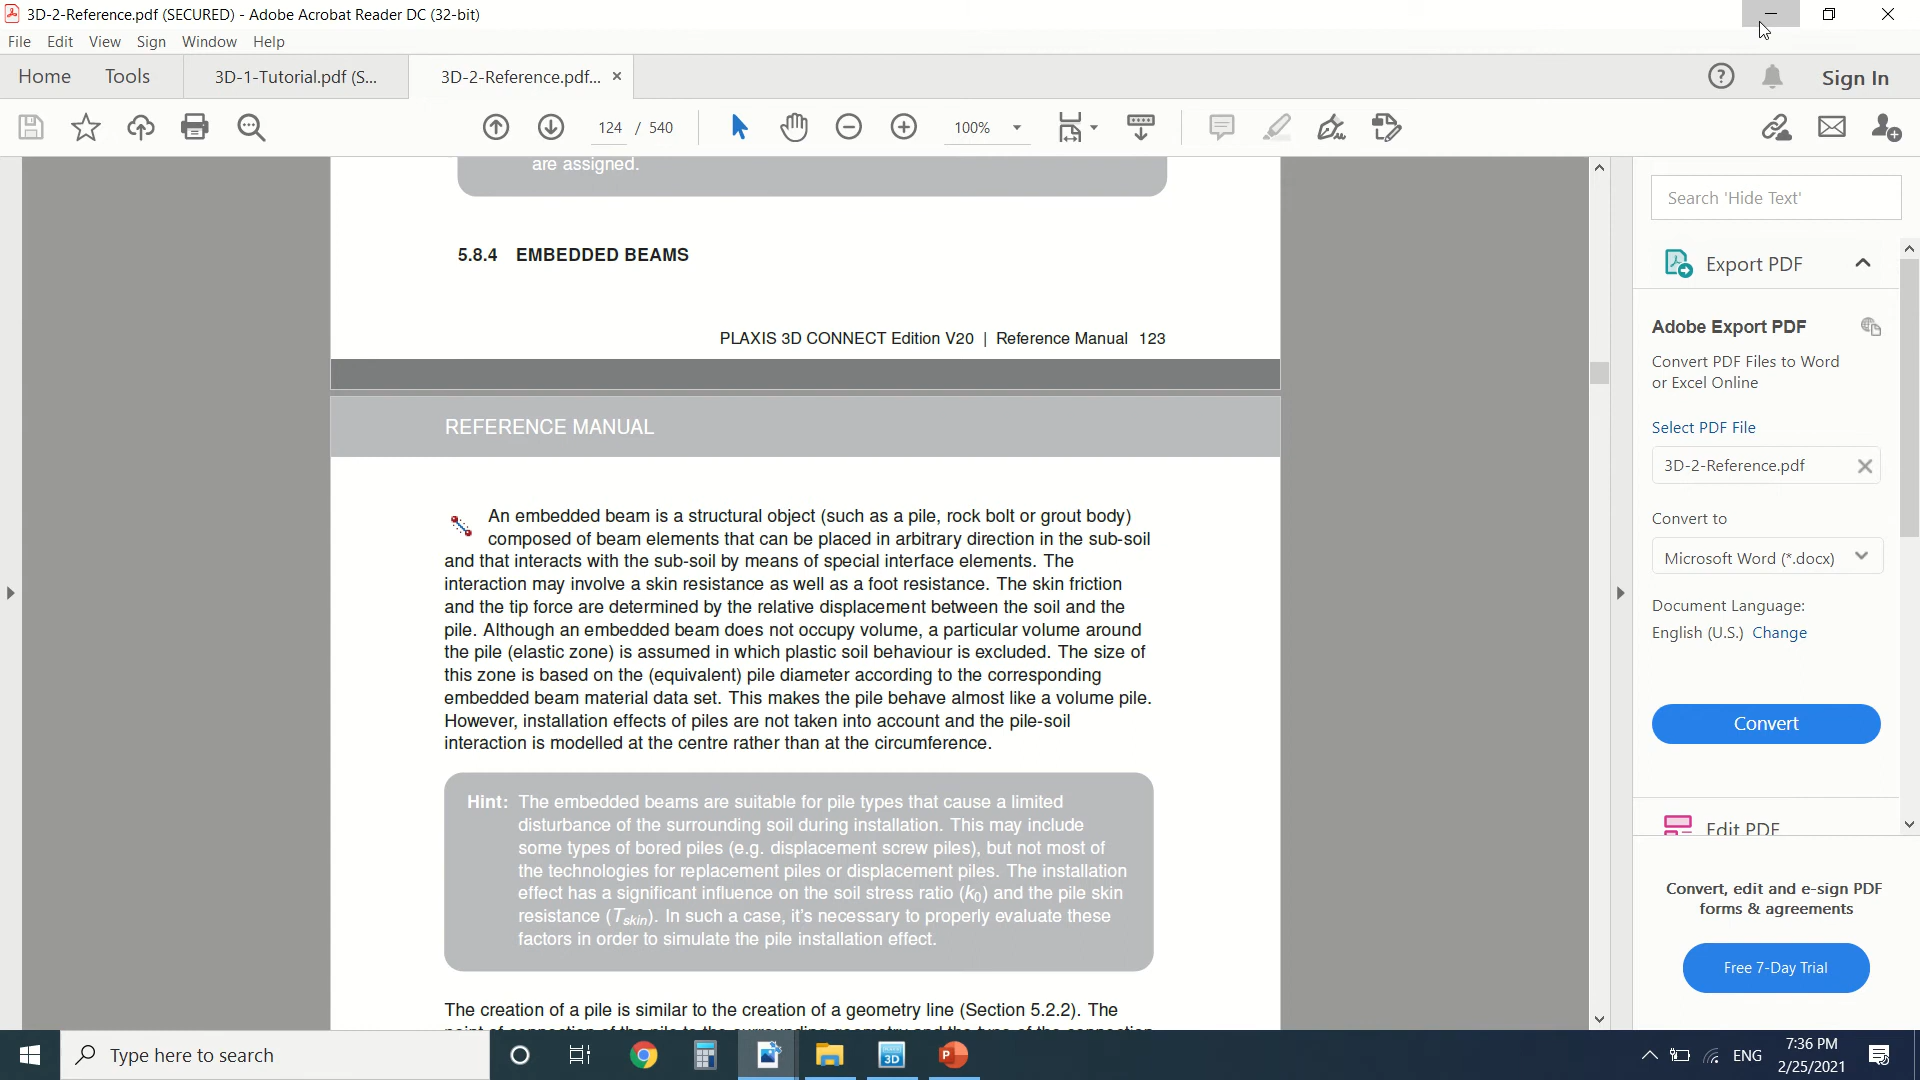 3D-2-Reference.pdf (SECURED) - Adobe Acrobat Reader DC (32-bit)
File Edit View Sign Window Help
Home Tools 3D-1-Tutorial.pdf (S... 3D-2-Reference.pdf... × Sign In
124 / 540 100%
are assigned.
5.8.4 EMBEDDED BEAMS
PLAXIS 3D CONNECT Edition V20 | Reference Manual 123
REFERENCE MANUAL
An embedded beam is a structural object (such as a pile, rock bolt or grout body)
composed of beam elements that can be placed in arbitrary direction in the sub-soil
and that interacts with the sub-soil by means of special interface elements. The
interaction may involve a skin resistance as well as a foot resistance. The skin friction
and the tip force are determined by the relative displacement between the soil and the
pile. Although an embedded beam does not occupy volume, a particular volume around
the pile (elastic zone) is assumed in which plastic soil behaviour is excluded. The size of
this zone is based on the (equivalent) pile diameter according to the corresponding
embedded beam material data set. This makes the pile behave almost like a volume pile.
However, installation effects of piles are not taken into account and the pile-soil
interaction is modelled at the centre rather than at the circumference.
Hint: The embedded beams are suitable for pile types that cause a limited
disturbance of the surrounding soil during installation. This may include
some types of bored piles (e.g. displacement screw piles), but not most of
the technologies for replacement piles or displacement piles. The installation
effect has a significant influence on the soil stress ratio (k0) and the pile skin
resistance (Tskin). In such a case, it's necessary to properly evaluate these
factors in order to simulate the pile installation effect.
The creation of a pile is similar to the creation of a geometry line (Section 5.2.2). The
point of connection of the pile to the surrounding geometry and the type of the connection
Search 'Hide Text'
Export PDF
Adobe Export PDF
Convert PDF Files to Word
or Excel Online
Select PDF File
3D-2-Reference.pdf
Convert to
Microsoft Word (*.docx)
Document Language:
English (U.S.) Change
Convert
Edit PDF
Convert, edit and e-sign PDF
forms & agreements
Free 7-Day Trial
Type here to search
3D
P
ENG
7:36 PM
2/25/2021